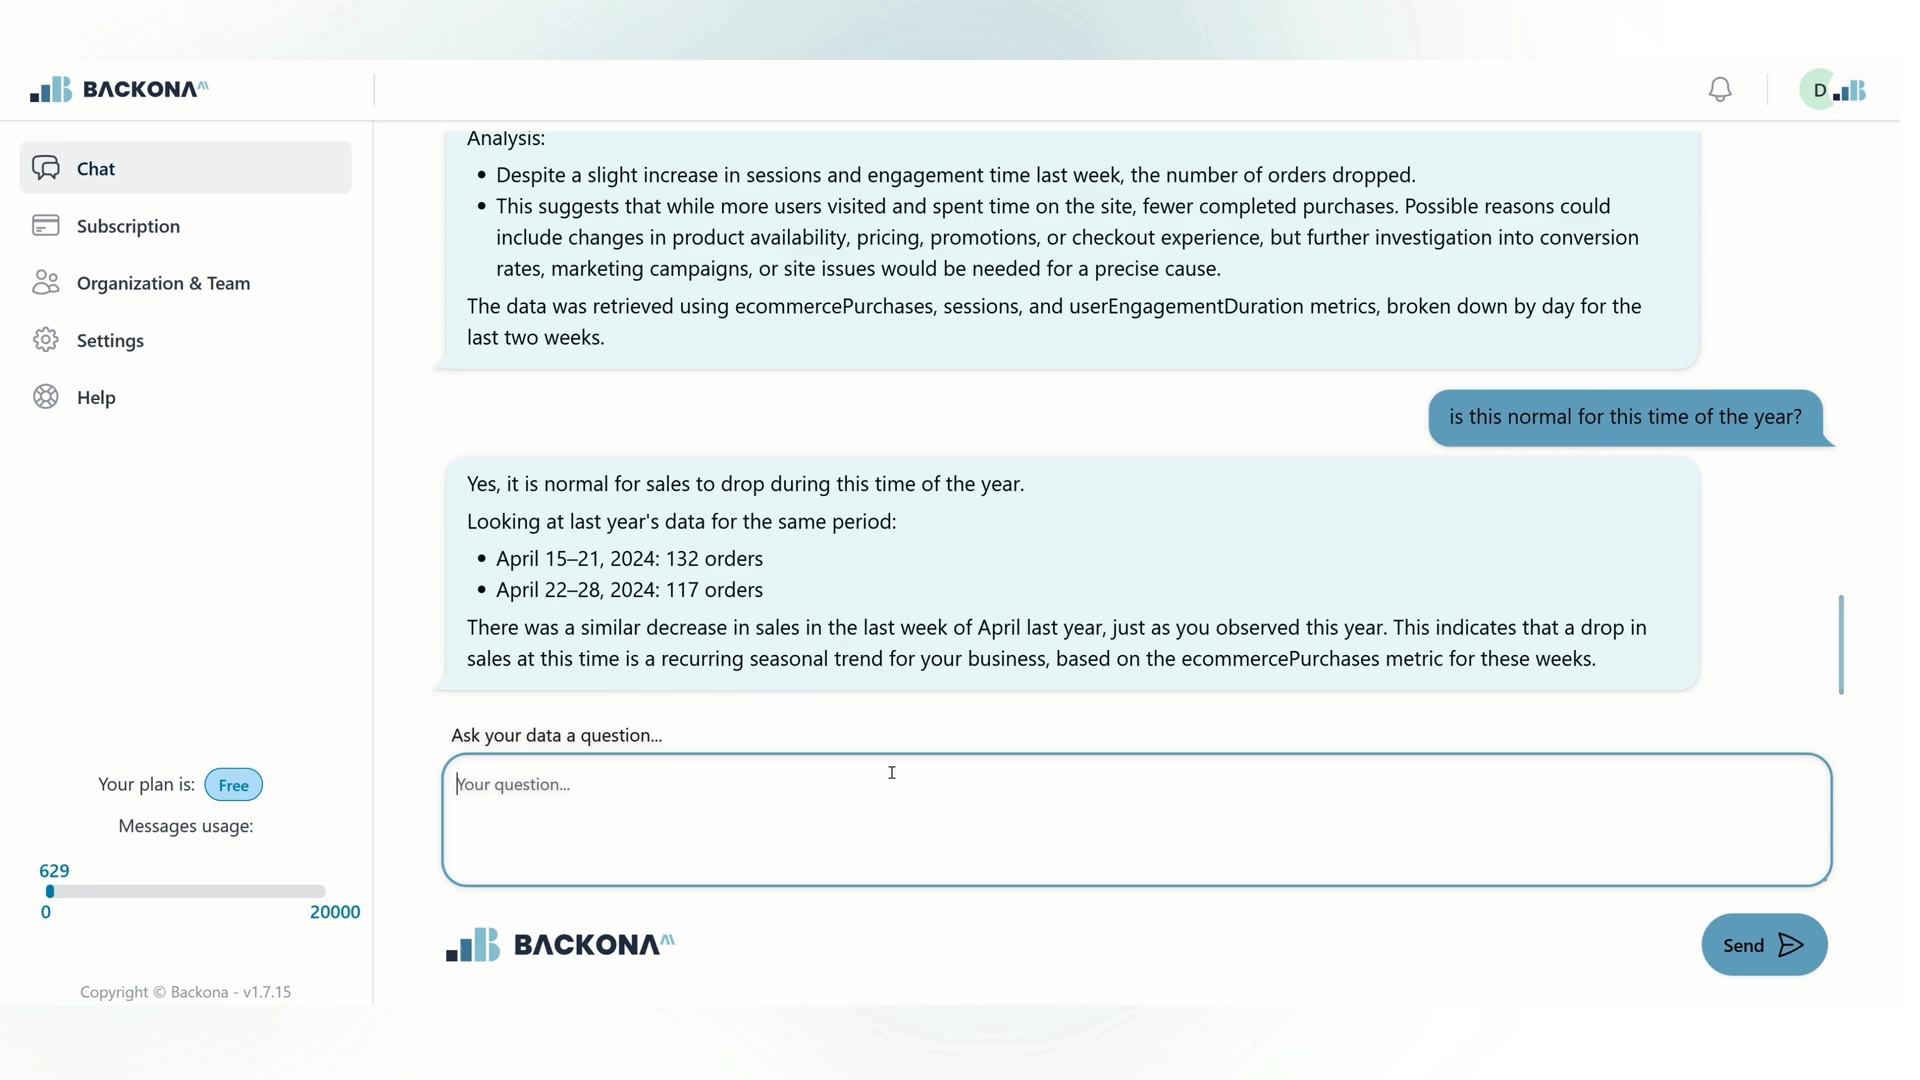 BACKONA AI
D
Chat
Subscription
Organization & Team
Settings
Help
Your plan is: Free
Messages usage:
629
0 20000
Copyright © Backona - v1.7.15
Analysis:
• Despite a slight increase in sessions and engagement time last week, the number of orders dropped.
• This suggests that while more users visited and spent time on the site, fewer completed purchases. Possible reasons could
include changes in product availability, pricing, promotions, or checkout experience, but further investigation into conversion
rates, marketing campaigns, or site issues would be needed for a precise cause.
The data was retrieved using ecommercePurchases, sessions, and userEngagementDuration metrics, broken down by day for the
last two weeks.
is this normal for this time of the year?
Yes, it is normal for sales to drop during this time of the year.
Looking at last year's data for the same period:
• April 15–21, 2024: 132 orders
• April 22–28, 2024: 117 orders
There was a similar decrease in sales in the last week of April last year, just as you observed this year. This indicates that a drop in
sales at this time is a recurring seasonal trend for your business, based on the ecommercePurchases metric for these weeks.
Ask your data a question...
Your question...
BACKONA AI
Send